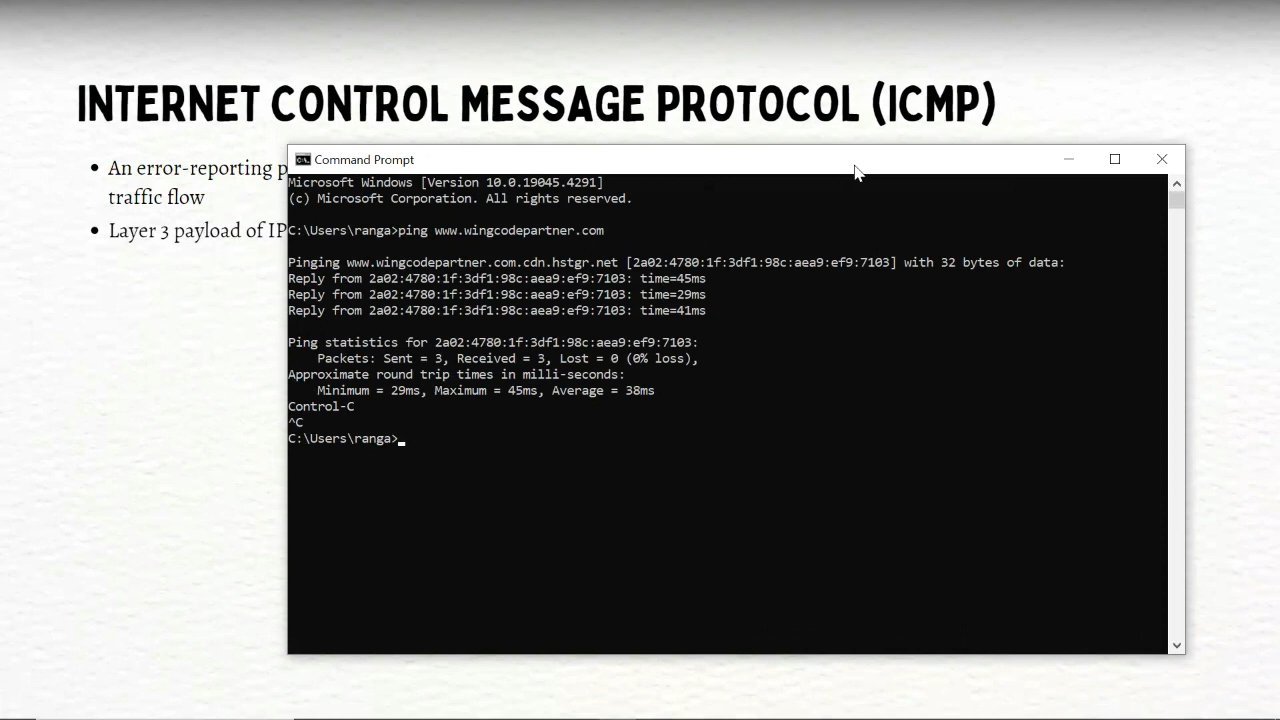 INTERNET CONTROL MESSAGE PROTOCOL (ICMP)
• An error-reporting
traffic flow
• Layer 3 payload of IP
Command Prompt
Microsoft Windows [Version 10.0.19045.4291]
(c) Microsoft Corporation. All rights reserved.
C:\Users\ranga>ping www.wingcodepartner.com
Pinging www.wingcodepartner.com.cdn.hstgr.net [2a02:4780:1f:3df1:98c:aea9:ef9:7103] with 32 bytes of data:
Reply from 2a02:4780:1f:3df1:98c:aea9:ef9:7103: time=45ms
Reply from 2a02:4780:1f:3df1:98c:aea9:ef9:7103: time=29ms
Reply from 2a02:4780:1f:3df1:98c:aea9:ef9:7103: time=41ms
Ping statistics for 2a02:4780:1f:3df1:98c:aea9:ef9:7103:
    Packets: Sent = 3, Received = 3, Lost = 0 (0% loss),
Approximate round trip times in milli-seconds:
    Minimum = 29ms, Maximum = 45ms, Average = 38ms
Control-C
^C
C:\Users\ranga>